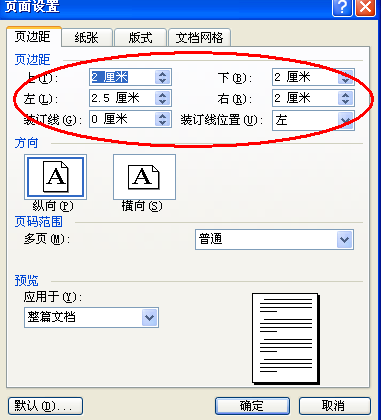 页面设置
页边距 纸张 版式 文档网格
页边距
上(T): 2 厘米 下(B): 2 厘米
左(L): 2.5 厘米 右(R): 2 厘米
装订线(G): 0 厘米 装订线位置(U): 左
方向
A A
纵向(P) 横向(S)
页码范围
多页(M): 普通
预览
应用于(Y):
整篇文档
默认(D)... 确定 取消